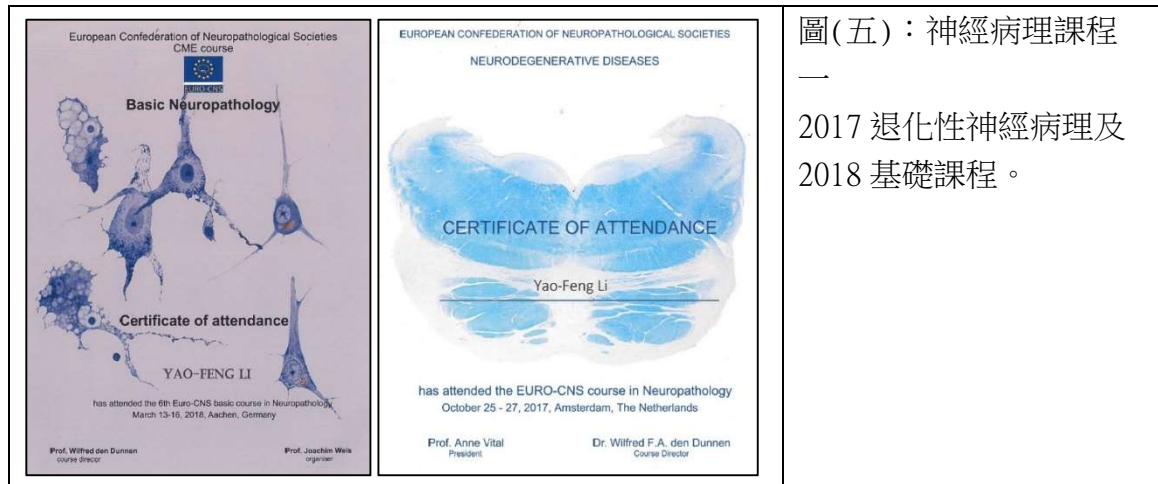 European Confederation of Neuropathological Societies
CME course
EURO-CNS
Basic Neuropathology
Certificate of attendance
YAO-FENG LI
has attended the 6th Euro-CNS basic course in Neuropathology
March 13-16, 2018, Aachen, Germany
Prof. Wilfred den Dunnen
course director
Prof. Joachim Weis
organiser
EUROPEAN CONFEDERATION OF NEUROPATHOLOGICAL SOCIETIES
NEURODEGENERATIVE DISEASES
CERTIFICATE OF ATTENDANCE
Yao-Feng Li
has attended the EURO-CNS course in Neuropathology
October 25 - 27, 2017, Amsterdam, The Netherlands
Prof. Anne Vital
President
Dr. Wilfred F.A. den Dunnen
Course Director
圖(五)：神經病理課程
一
2017 退化性神經病理及
2018 基礎課程。